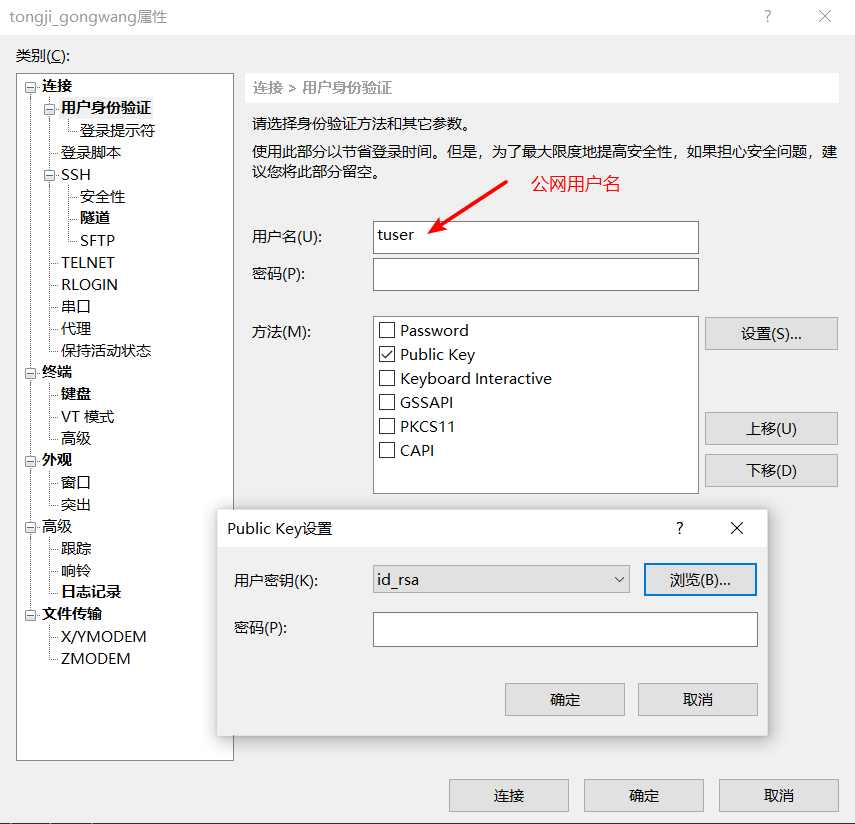 tongji_gongwang属性
类别(C):
连接
用户身份验证
登录提示符
登录脚本
SSH
安全性
隧道
SFTP
TELNET
RLOGIN
串口
代理
保持活动状态
终端
键盘
VT 模式
高级
外观
窗口
突出
高级
跟踪
响铃
日志记录
文件传输
X/YMODEM
ZMODEM
连接 > 用户身份验证
请选择身份验证方法和其它参数。
使用此部分以节省登录时间。但是，为了最大限度地提高安全性，如果担心安全问题，建
议您将此部分留空。
公网用户名
用户名(U):
tuser
密码(P):
方法(M):
Password
Public Key
Keyboard Interactive
GSSAPI
PKCS11
CAPI
设置(S)...
上移(U)
下移(D)
Public Key设置
用户密钥(K):
id_rsa
浏览(B)...
密码(P):
确定
取消
连接
确定
取消